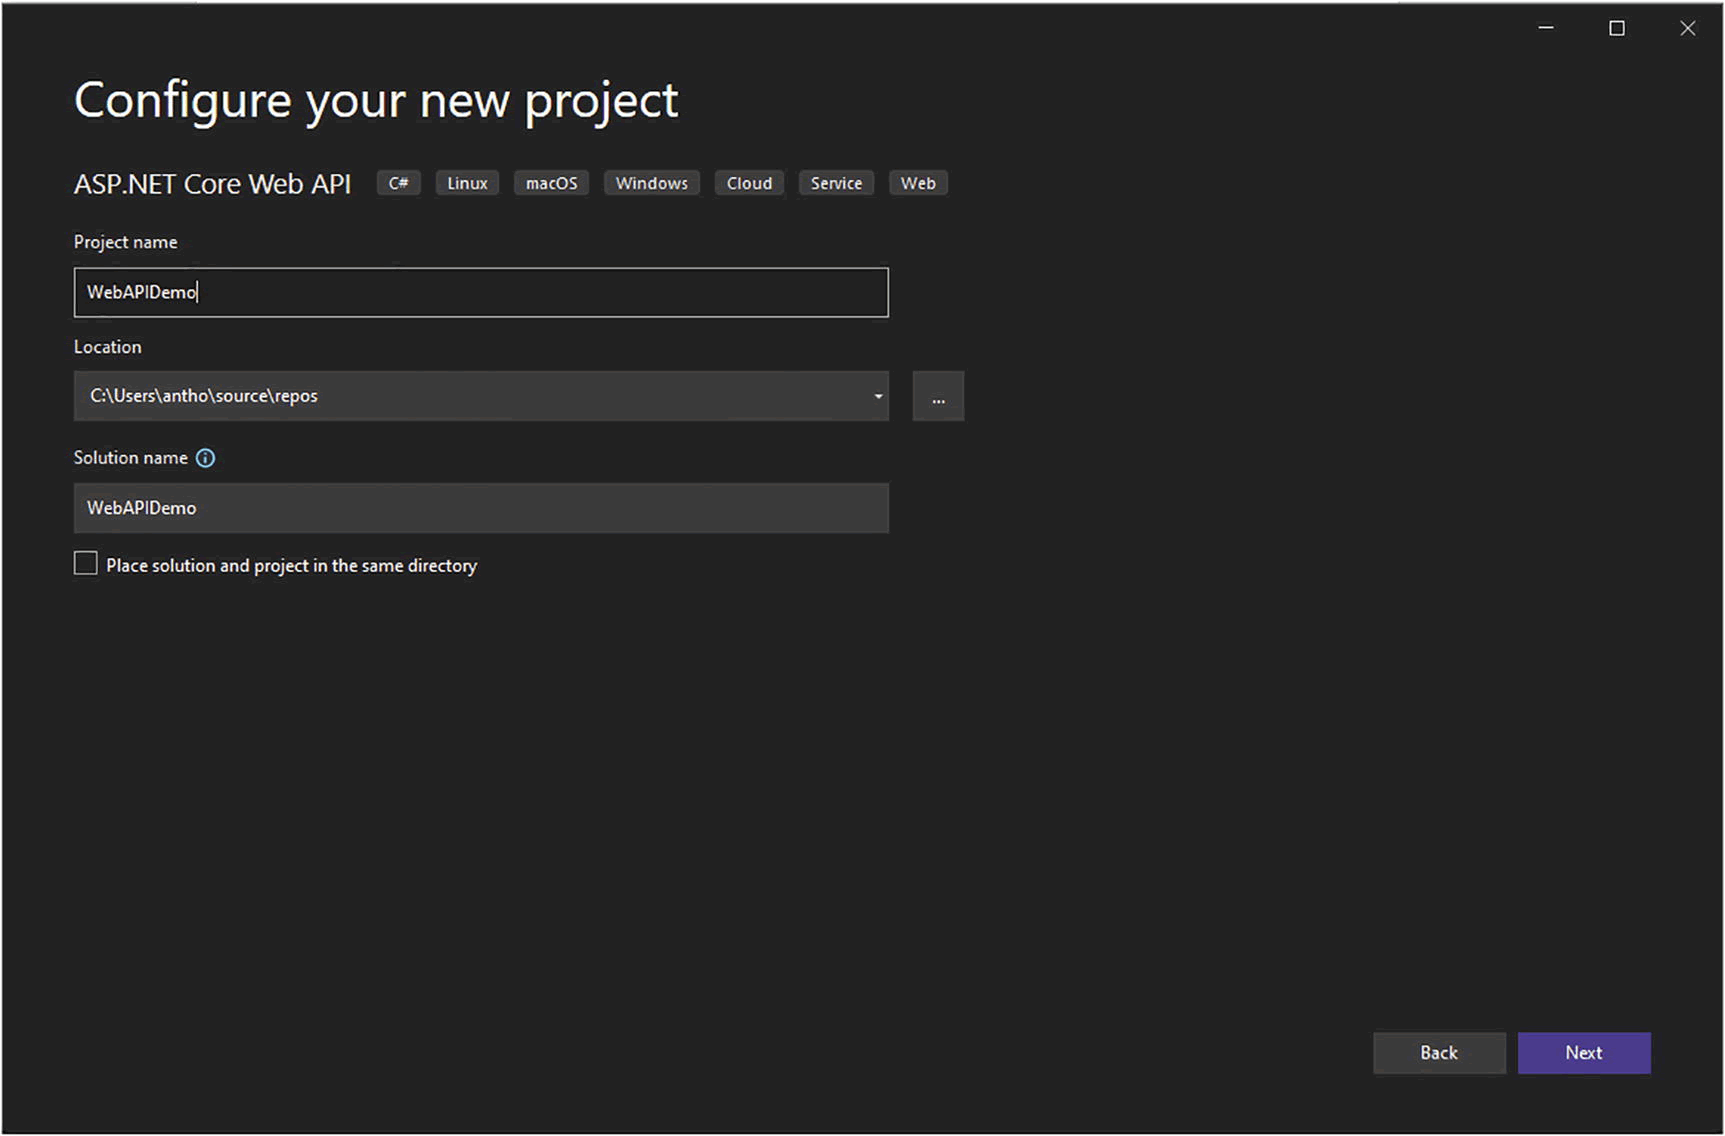 Configure your new project
ASP.NET Core Web API C# Linux macOS Windows Cloud Service Web
Project name
WebAPIDemo
Location
C:\Users\antho\source\repos
...
Solution name
WebAPIDemo
Place solution and project in the same directory
Back Next